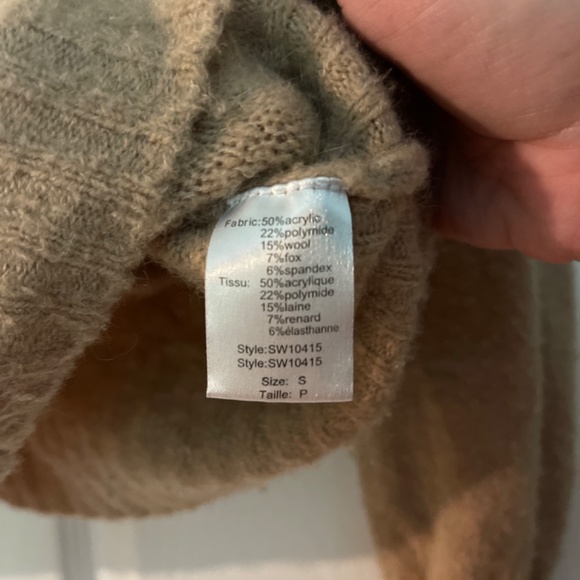 Fabric:50%acrylic
22%polymide
15%wool
7%fox
6%spandex
Tissu: 50%acrylique
22%polymide
15%laine
7%renard
6%élasthanne
Style:SW10415
Style:SW10415
Size: S
Taille: P